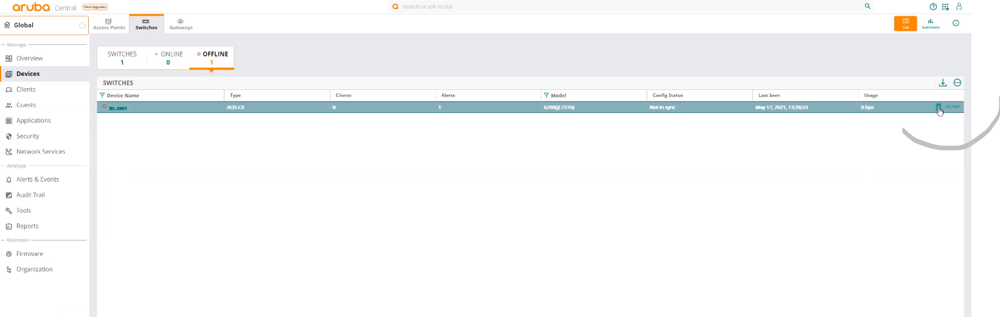 aruba Central View Upgrades Search or ask Aruba
Global
Access Points Switches Gateways List Summary
Manage
Overview
Devices
Clients
Guests
Applications
Security
Network Services
Analyze
Alerts & Events
Audit Trail
Tools
Reports
Maintain
Firmware
Organization
SWITCHES ONLINE OFFLINE
1 0 1
SWITCHES
Device Name Type Clients Alerts Model Config Status Last Seen Usage
BL-SW1 AOS-CX 0 1 6200(JL727A) Not in sync May 17, 2021, 13:26:53 0 bps UPLINKS